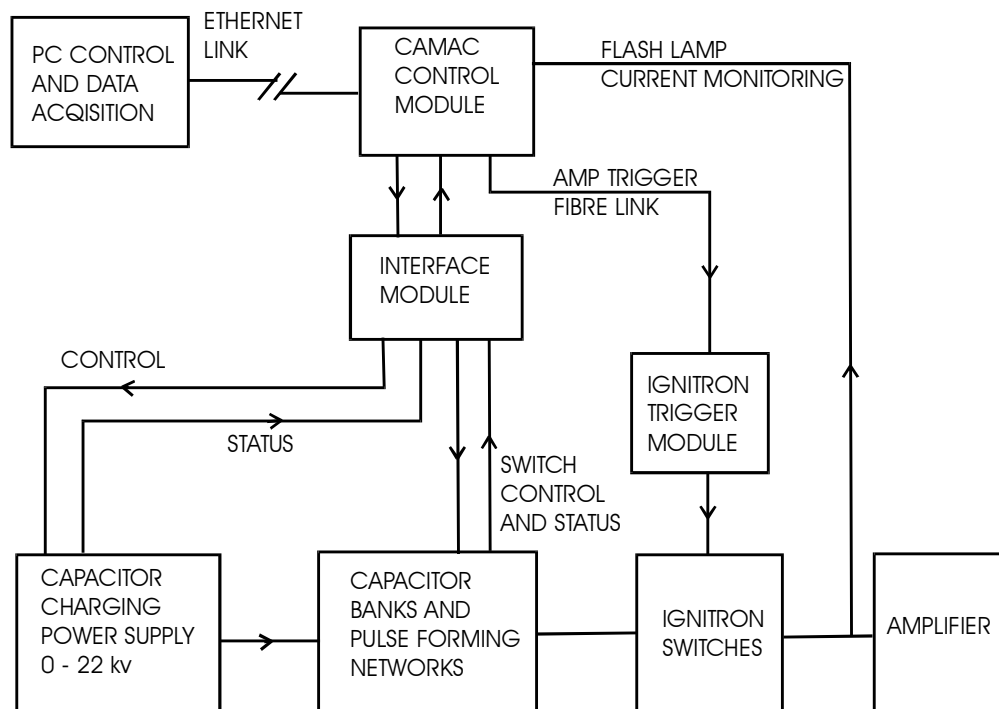 PC CONTROL
AND DATA
ACQISITION
ETHERNET
LINK
CAMAC
CONTROL
MODULE
FLASH LAMP
CURRENT MONITORING
AMP TRIGGER
FIBRE LINK
INTERFACE
MODULE
CONTROL
STATUS
IGNITRON
TRIGGER
MODULE
SWITCH
CONTROL
AND STATUS
CAPACITOR
CHARGING
POWER SUPPLY
0 - 22 kv
CAPACITOR
BANKS AND
PULSE FORMING
NETWORKS
IGNITRON
SWITCHES
AMPLIFIER